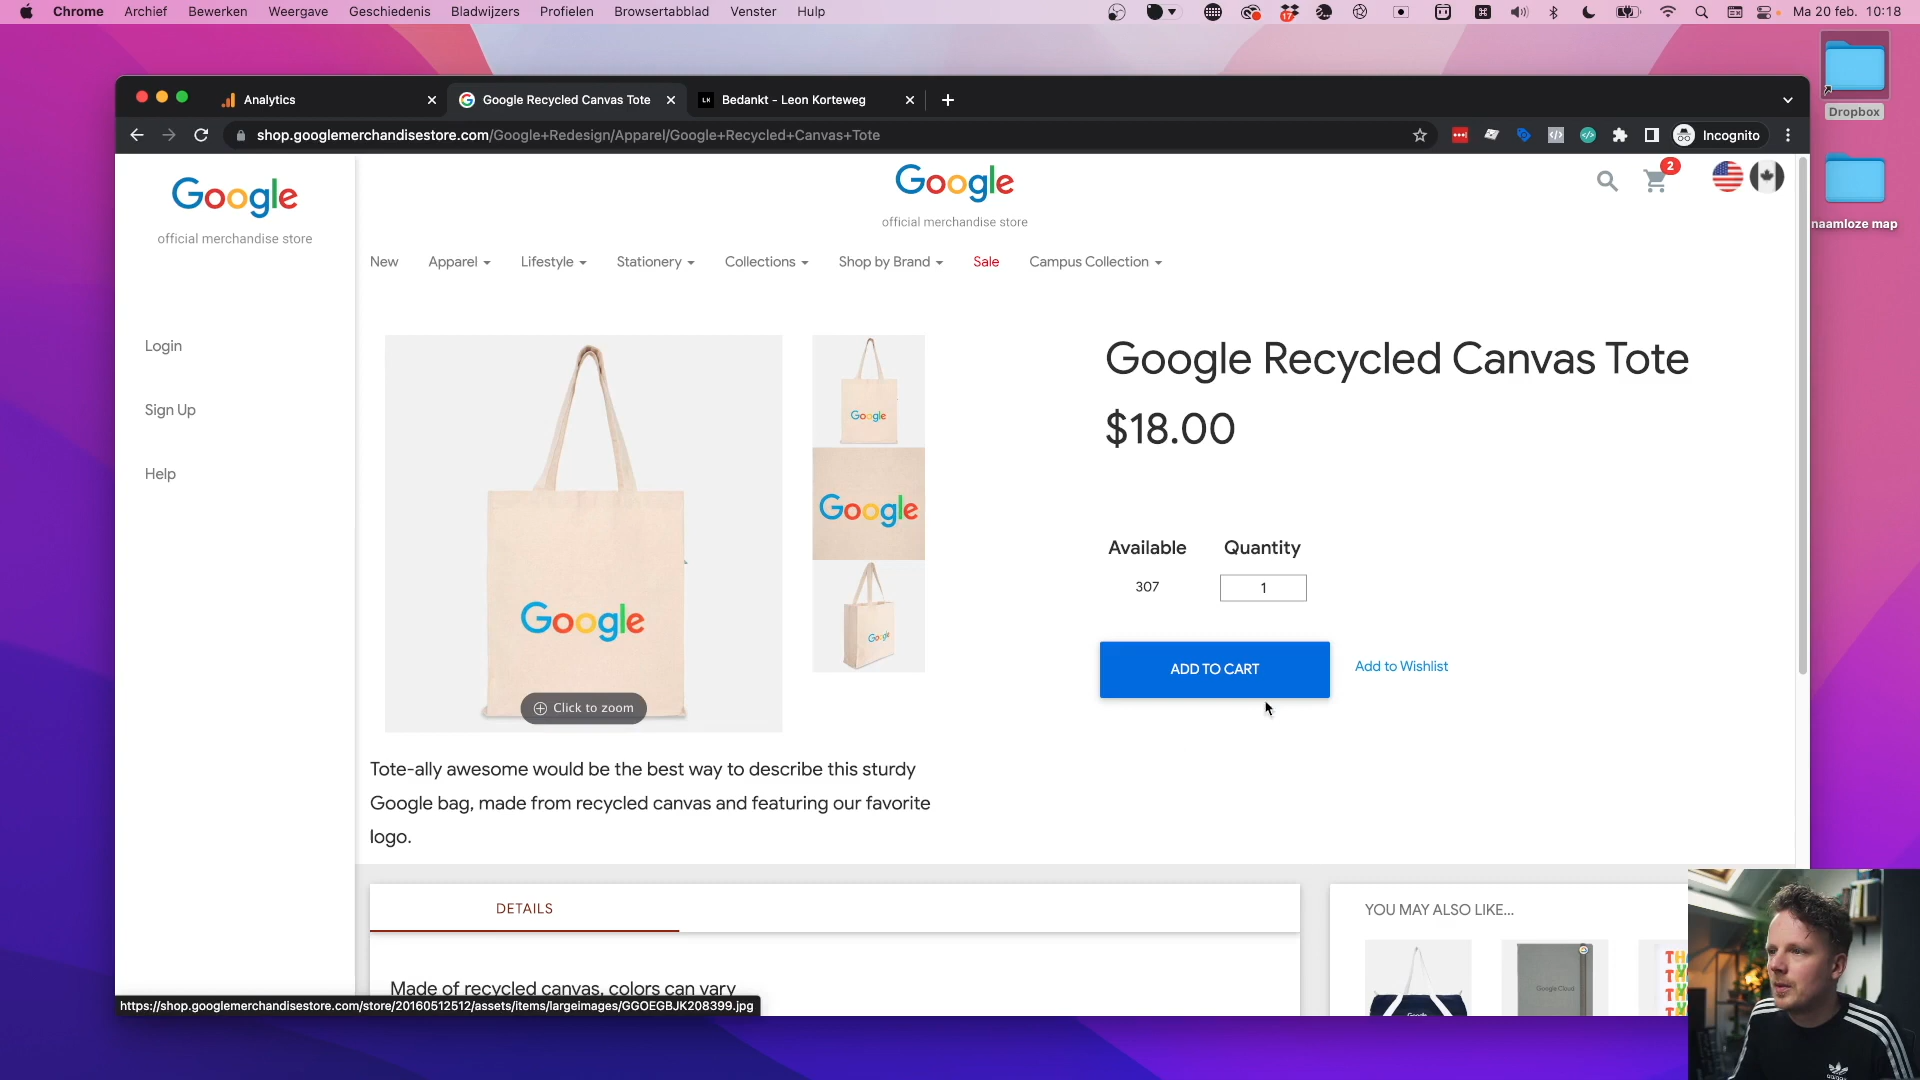 Chrome Archief Bewerken Weergave Geschiedenis Bladwijzers Profielen Browsertabblad Venster Hulp
17
Ma 20 feb. 10:18
Dropbox
naamloze map
Analytics
Google Recycled Canvas Tote
LK Bedankt - Leon Korteweg
shop.googlemerchandisestore.com/Google+Redesign/Apparel/Google+Recycled+Canvas+Tote
Incognito
Google
official merchandise store
Login
Sign Up
Help
Google
official merchandise store
2
New Apparel Lifestyle Stationery Collections Shop by Brand Sale Campus Collection
Google
Click to zoom
Google
Google
Google
Google Recycled Canvas Tote
$18.00
Available Quantity
307 1
ADD TO CART Add to Wishlist
Tote-ally awesome would be the best way to describe this sturdy
Google bag, made from recycled canvas and featuring our favorite
logo.
DETAILS
Made of recycled canvas, colors can vary
YOU MAY ALSO LIKE...
Google Cloud
https://shop.googlemerchandisestore.com/store/20160512512/assets/items/largeimages/GGOEGBJK208399.jpg